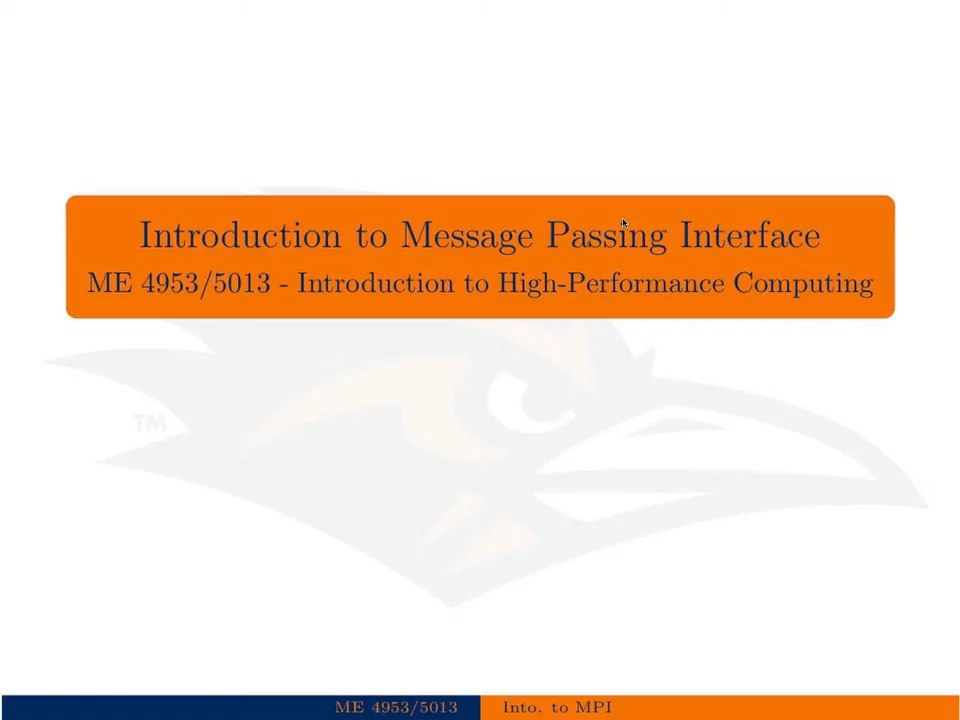 Introduction to Message Passing Interface
ME 4953/5013 - Introduction to High-Performance Computing
TM
ME 4953/5013
Into. to MPI